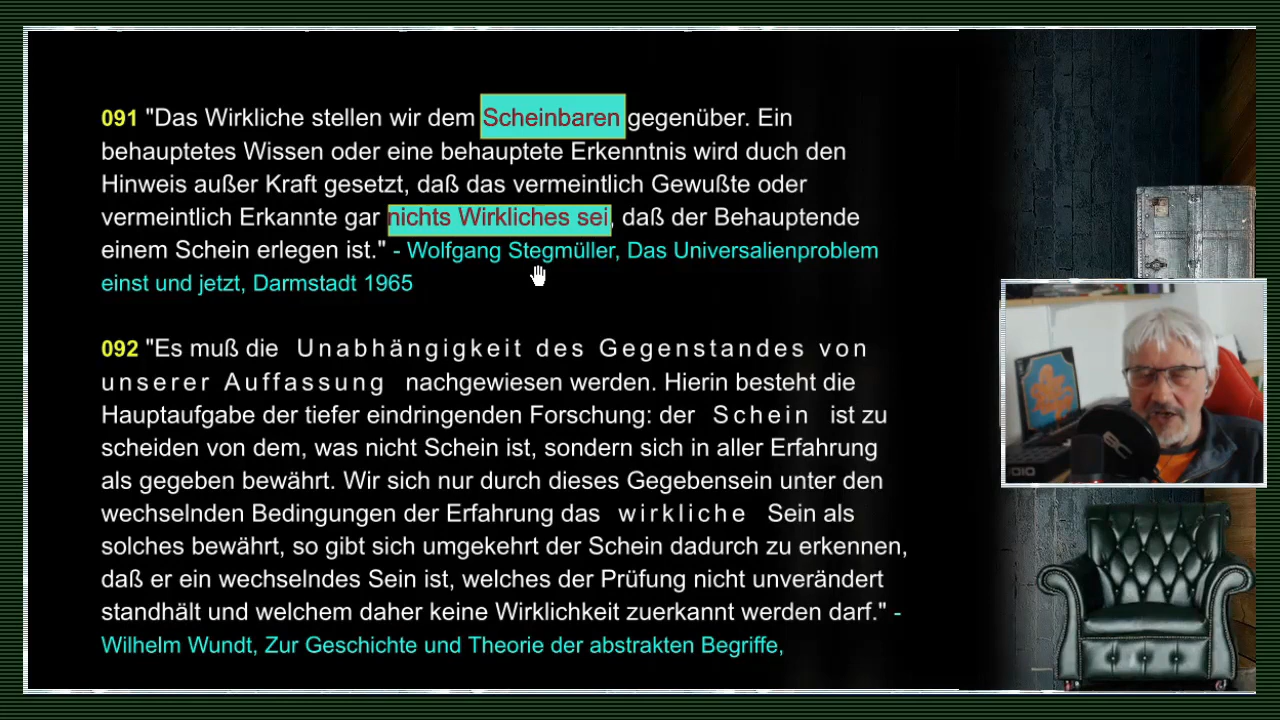 091 "Das Wirkliche stellen wir dem Scheinbaren gegenüber. Ein
behauptetes Wissen oder eine behauptete Erkenntnis wird duch den
Hinweis außer Kraft gesetzt, daß das vermeintlich Gewußte oder
vermeintlich Erkannte gar nichts Wirkliches sei, daß der Behauptende
einem Schein erlegen ist." - Wolfgang Stegmüller, Das Universalienproblem
einst und jetzt, Darmstadt 1965
092 "Es muß die Unabhängigkeit des Gegenstandes von
unserer Auffassung nachgewiesen werden. Hierin besteht die
Hauptaufgabe der tiefer eindringenden Forschung: der Schein ist zu
scheiden von dem, was nicht Schein ist, sondern sich in aller Erfahrung
als gegeben bewährt. Wir sich nur durch dieses Gegebensein unter den
wechselnden Bedingungen der Erfahrung das wirkliche Sein als
solches bewährt, so gibt sich umgekehrt der Schein dadurch zu erkennen,
daß er ein wechselndes Sein ist, welches der Prüfung nicht unverändert
standhält und welchem daher keine Wirklichkeit zuerkannt werden darf." -
Wilhelm Wundt, Zur Geschichte und Theorie der abstrakten Begriffe,